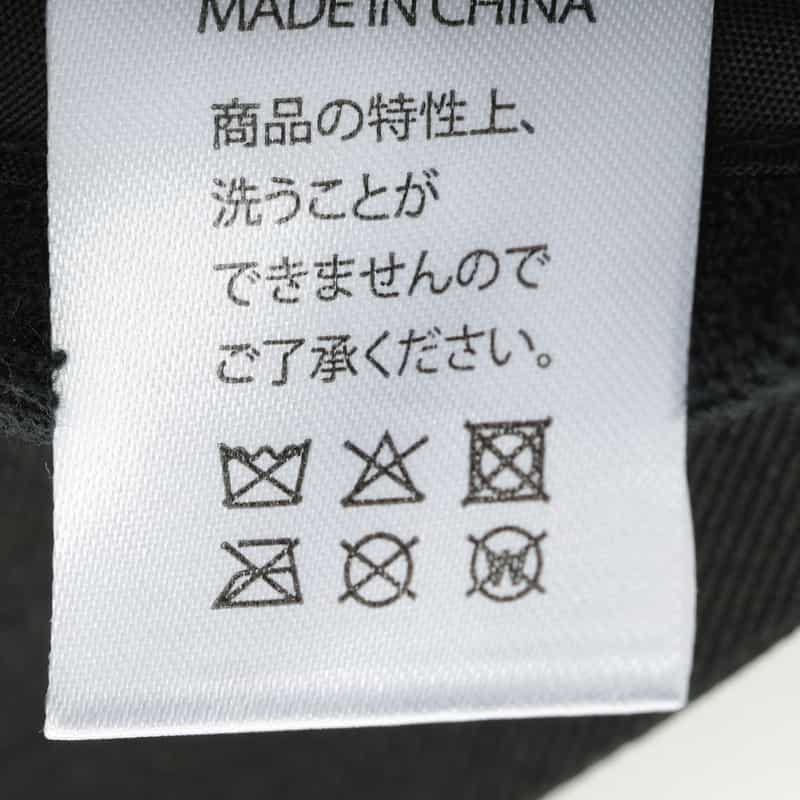 MADE IN CHINA
商品の特性上、
洗うことが
できませんので
ご了承ください。
W